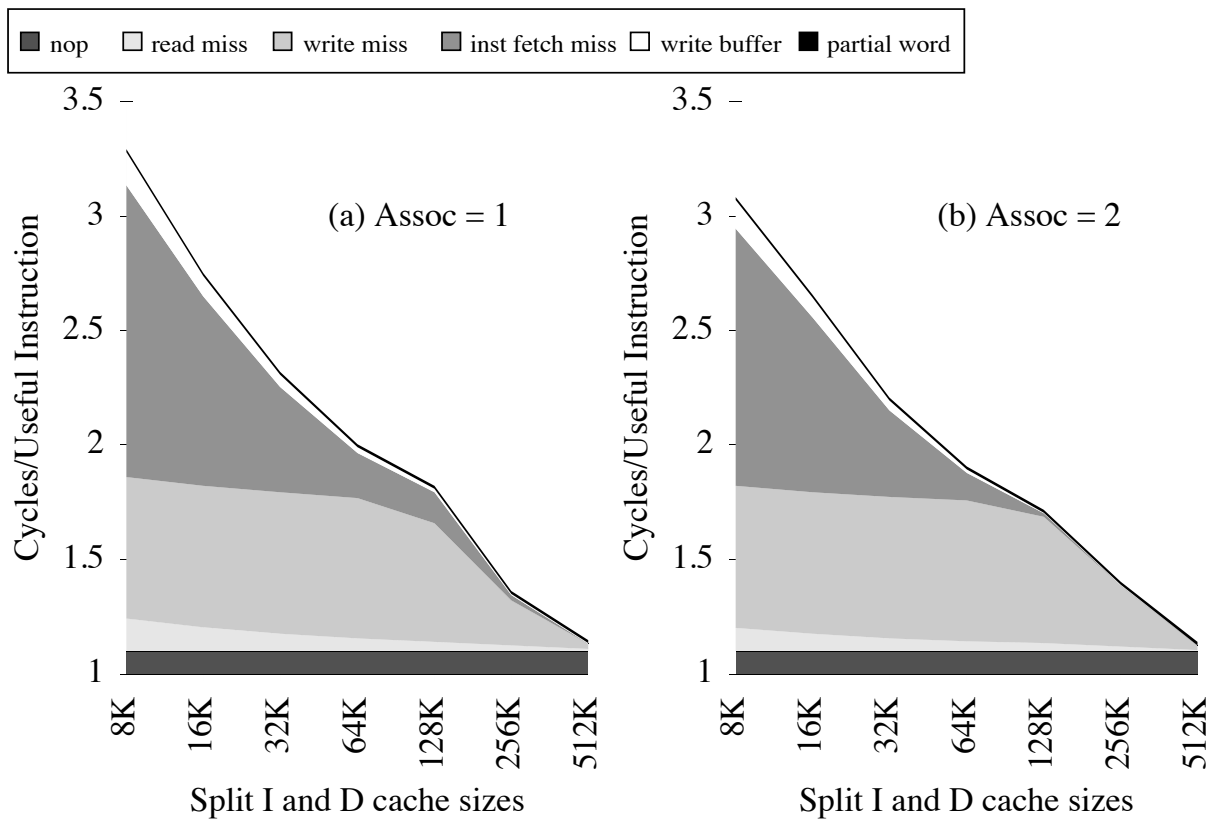 nop read miss write miss inst fetch miss write buffer partial word
Cycles/Useful Instruction
3.5
3
2.5
2
1.5
1
(a) Assoc = 1
8K 16K 32K 64K 128K 256K 512K
Split I and D cache sizes
Cycles/Useful Instruction
3.5
3
2.5
2
1.5
1
(b) Assoc = 2
8K 16K 32K 64K 128K 256K 512K
Split I and D cache sizes